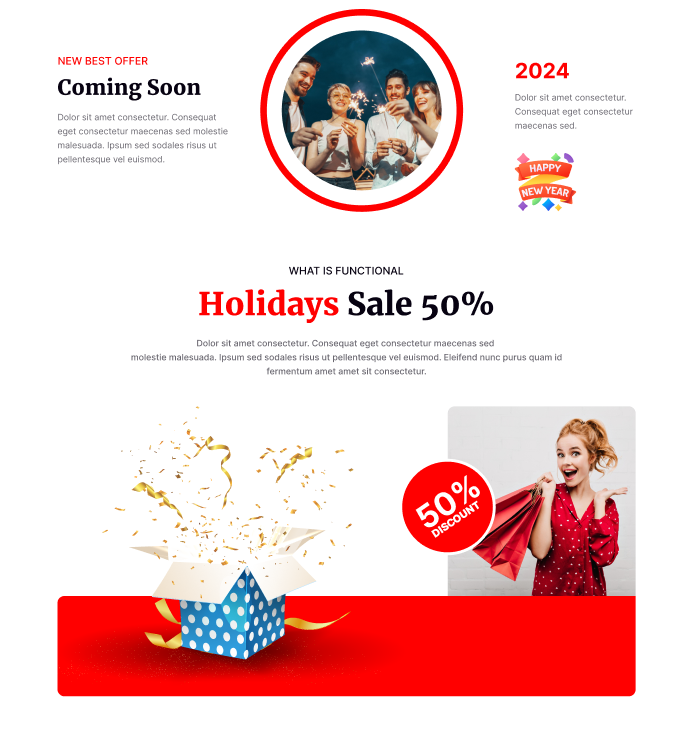 NEW BEST OFFER
Coming Soon
Dolor sit amet consectetur. Consequat
eget consectetur maecenas sed molestie
malesuada. Ipsum sed sodales risus ut
pellentesque vel euismod.
2024
Dolor sit amet consectetur.
Consequat eget consectetur
maecenas sed.
HAPPY
NEW YEAR
WHAT IS FUNCTIONAL
Holidays Sale 50%
Dolor sit amet consectetur. Consequat eget consectetur maecenas sed
molestie malesuada. Ipsum sed sodales risus ut pellentesque vel euismod. Eleifend nunc purus quam id
fermentum amet amet sit consectetur.
50%
DISCOUNT